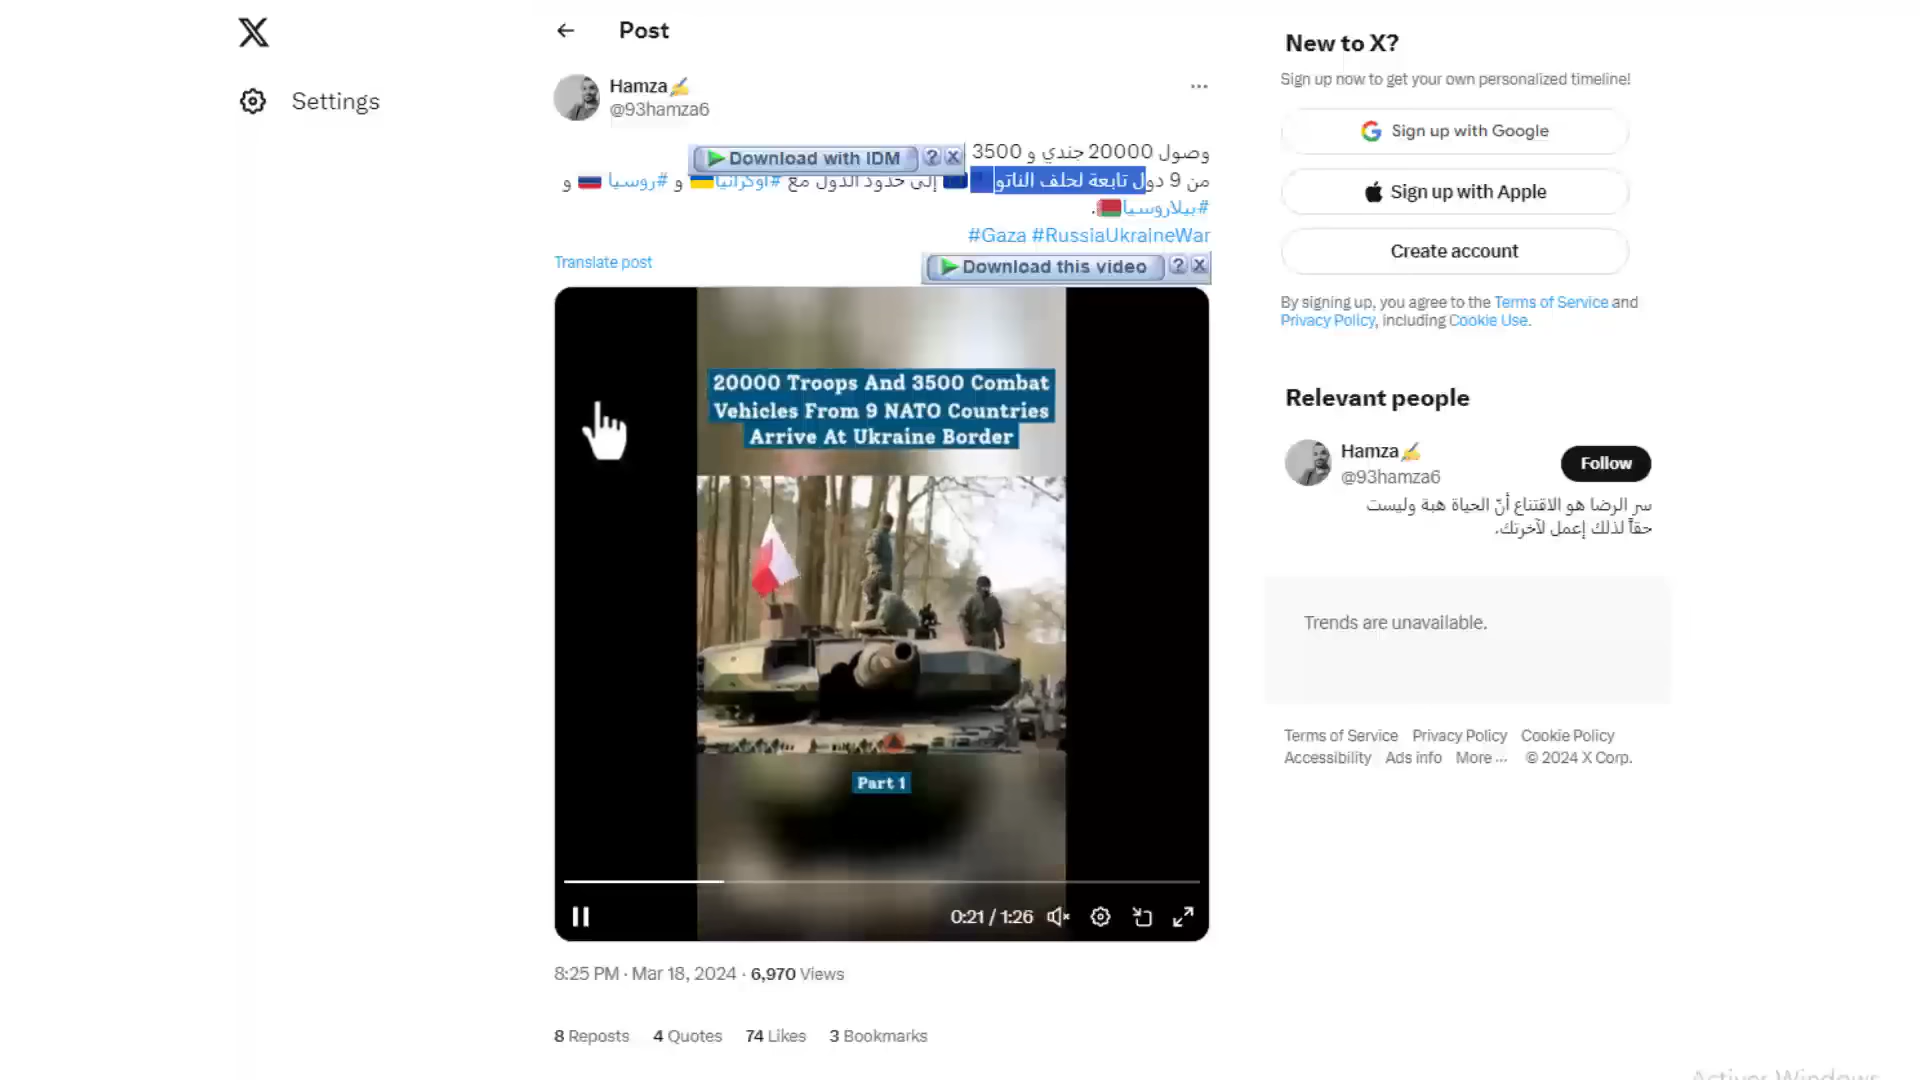 Post
New to X?
Sign up now to get your own personalized timeline!
Settings
Hamza
@93hamza6
Sign up with Google
Sign up with Apple
Create account
By signing up, you agree to the Terms of Service and
Privacy Policy, including Cookie Use.
وصول 20000 جندي و 3500
Download with IDM
من 9 دول تابعة لحلف الناتو إلى حدود الدول مع #أوكرانيا و #روسيا و
#بيلاروسيا.
#Gaza #RussiaUkraineWar
Translate post
Download this video
20000 Troops And 3500 Combat
Vehicles From 9 NATO Countries
Arrive At Ukraine Border
Part 1
0:21 / 1:26
8:25 PM · Mar 18, 2024 · 6,970 Views
8 Reposts 4 Quotes 74 Likes 3 Bookmarks
Relevant people
Hamza
@93hamza6
Follow
سر الرضا هو الاقتناع أنّ الحياة هبة وليست
حقاً لذلك إعمل لآخرتك.
Trends are unavailable.
Terms of Service Privacy Policy Cookie Policy
Accessibility Ads info More ... © 2024 X Corp.